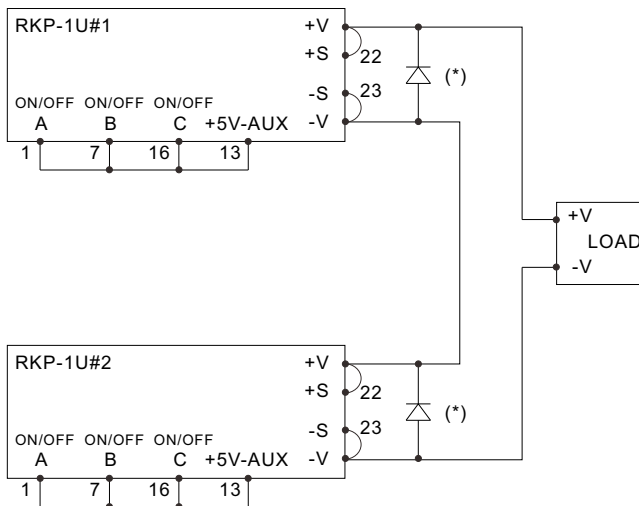 RKP-1U#1
+V
+S
22
-S
23
ON/OFF ON/OFF ON/OFF
A B C +5V-AUX -V
1 7 16 13
(*)
+V
LOAD
-V
RKP-1U#2
+V
+S
22
-S
23
ON/OFF ON/OFF ON/OFF
A B C +5V-AUX -V
1 7 16 13
(*)